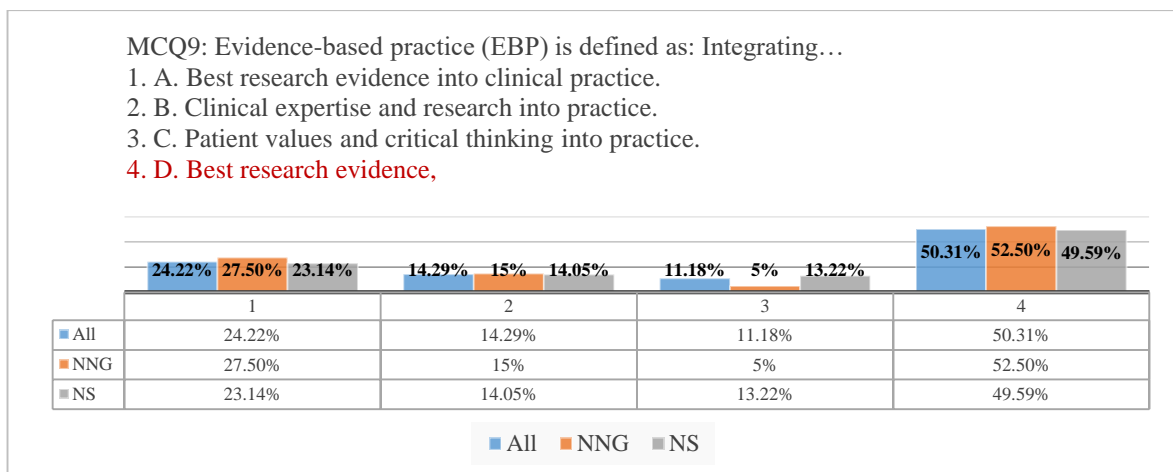 MCQ9: Evidence-based practice (EBP) is defined as: Integrating…
1. A. Best research evidence into clinical practice.
2. B. Clinical expertise and research into practice.
3. C. Patient values and critical thinking into practice.
4. D. Best research evidence,
24.22% 27.50% 23.14% 14.29% 15% 14.05% 11.18% 5% 13.22% 50.31% 52.50% 49.59%
1 2 3 4
All 24.22% 14.29% 11.18% 50.31%
NNG 27.50% 15% 5% 52.50%
NS 23.14% 14.05% 13.22% 49.59%
All NNG NS